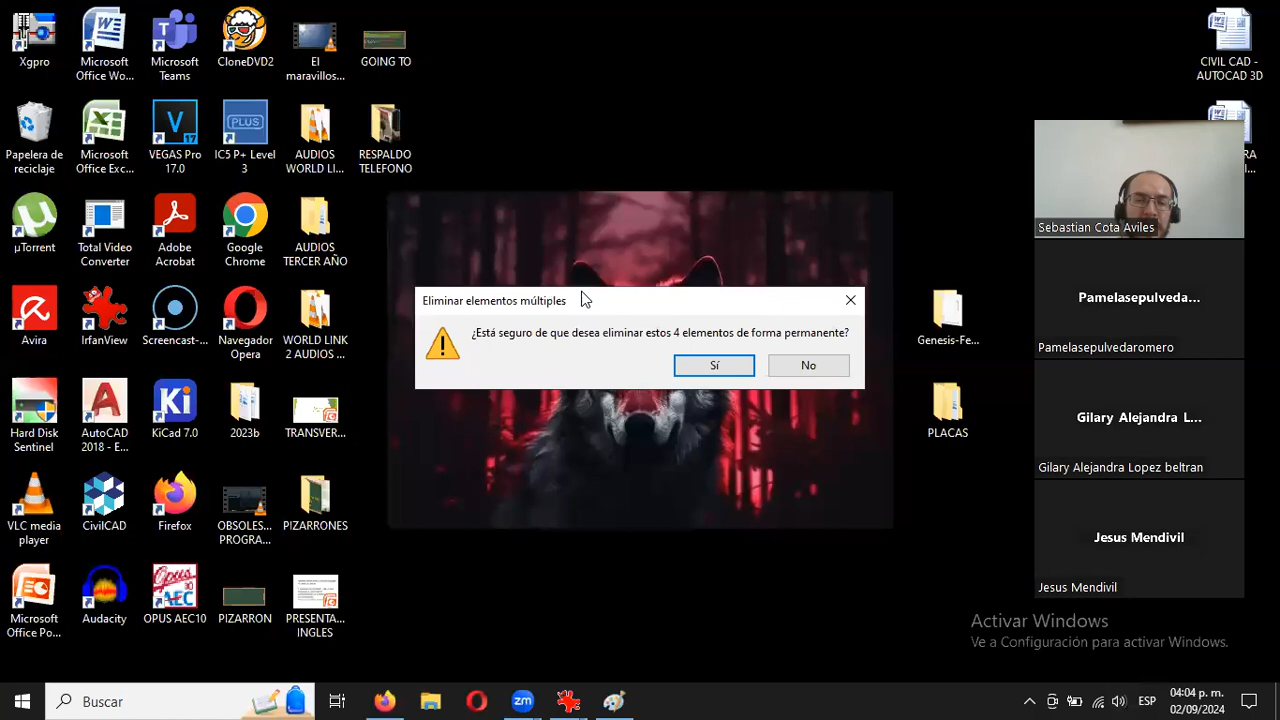 Xgpro
Microsoft
Office Wo...
Microsoft
Teams
CloneDVD2
El
maravillos...
GOING TO
CIVIL CAD -
AUTOCAD 3D
Papelera de
reciclaje
Microsoft
Office Exc...
V
17
VEGAS Pro
17.0
PLUS
IC5 P+ Level
3
AUDIOS
WORLD LI...
RESPALDO
TELEFONO
µTorrent
Total Video
Converter
Adobe
Acrobat
Google
Chrome
AUDIOS
TERCER AÑO
Sebastian Cota Aviles
Avira
IrfanView
Screencast-...
Navegador
Opera
WORLD LINK
2 AUDIOS ...
Genesis-Fe...
Eliminar elementos múltiples
¿Está seguro de que desea eliminar estos 4 elementos de forma permanente?
Sí
No
Pamelasepulveda...
Pamelasepulvedaromero
Hard Disk
Sentinel
AutoCAD
2018 - E...
KiCad 7.0
2023b
TRANSVER...
PLACAS
Gilary Alejandra L...
Gilary Alejandra Lopez beltran
VLC media
player
CivilCAD
Firefox
OBSOLES...
PROGRA...
PIZARRONES
Jesus Mendivil
Jesus Mendivil
Microsoft
Office Po...
Audacity
Opus
AEC
OPUS AEC10
PIZARRON
PRESENTA...
INGLES
Activar Windows
Ve a Configuración para activar Windows.
Buscar
zm
ESP
04:04 p. m.
02/09/2024